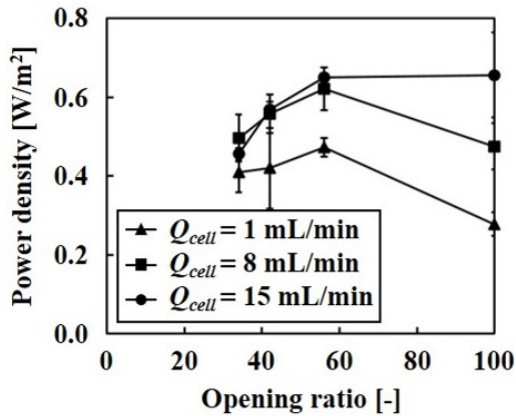 0.8
0.6
0.4
0.2
0.0
Power density [W/m²]
Q_cell = 1 mL/min
Q_cell = 8 mL/min
Q_cell = 15 mL/min
0 20 40 60 80 100
Opening ratio [-]